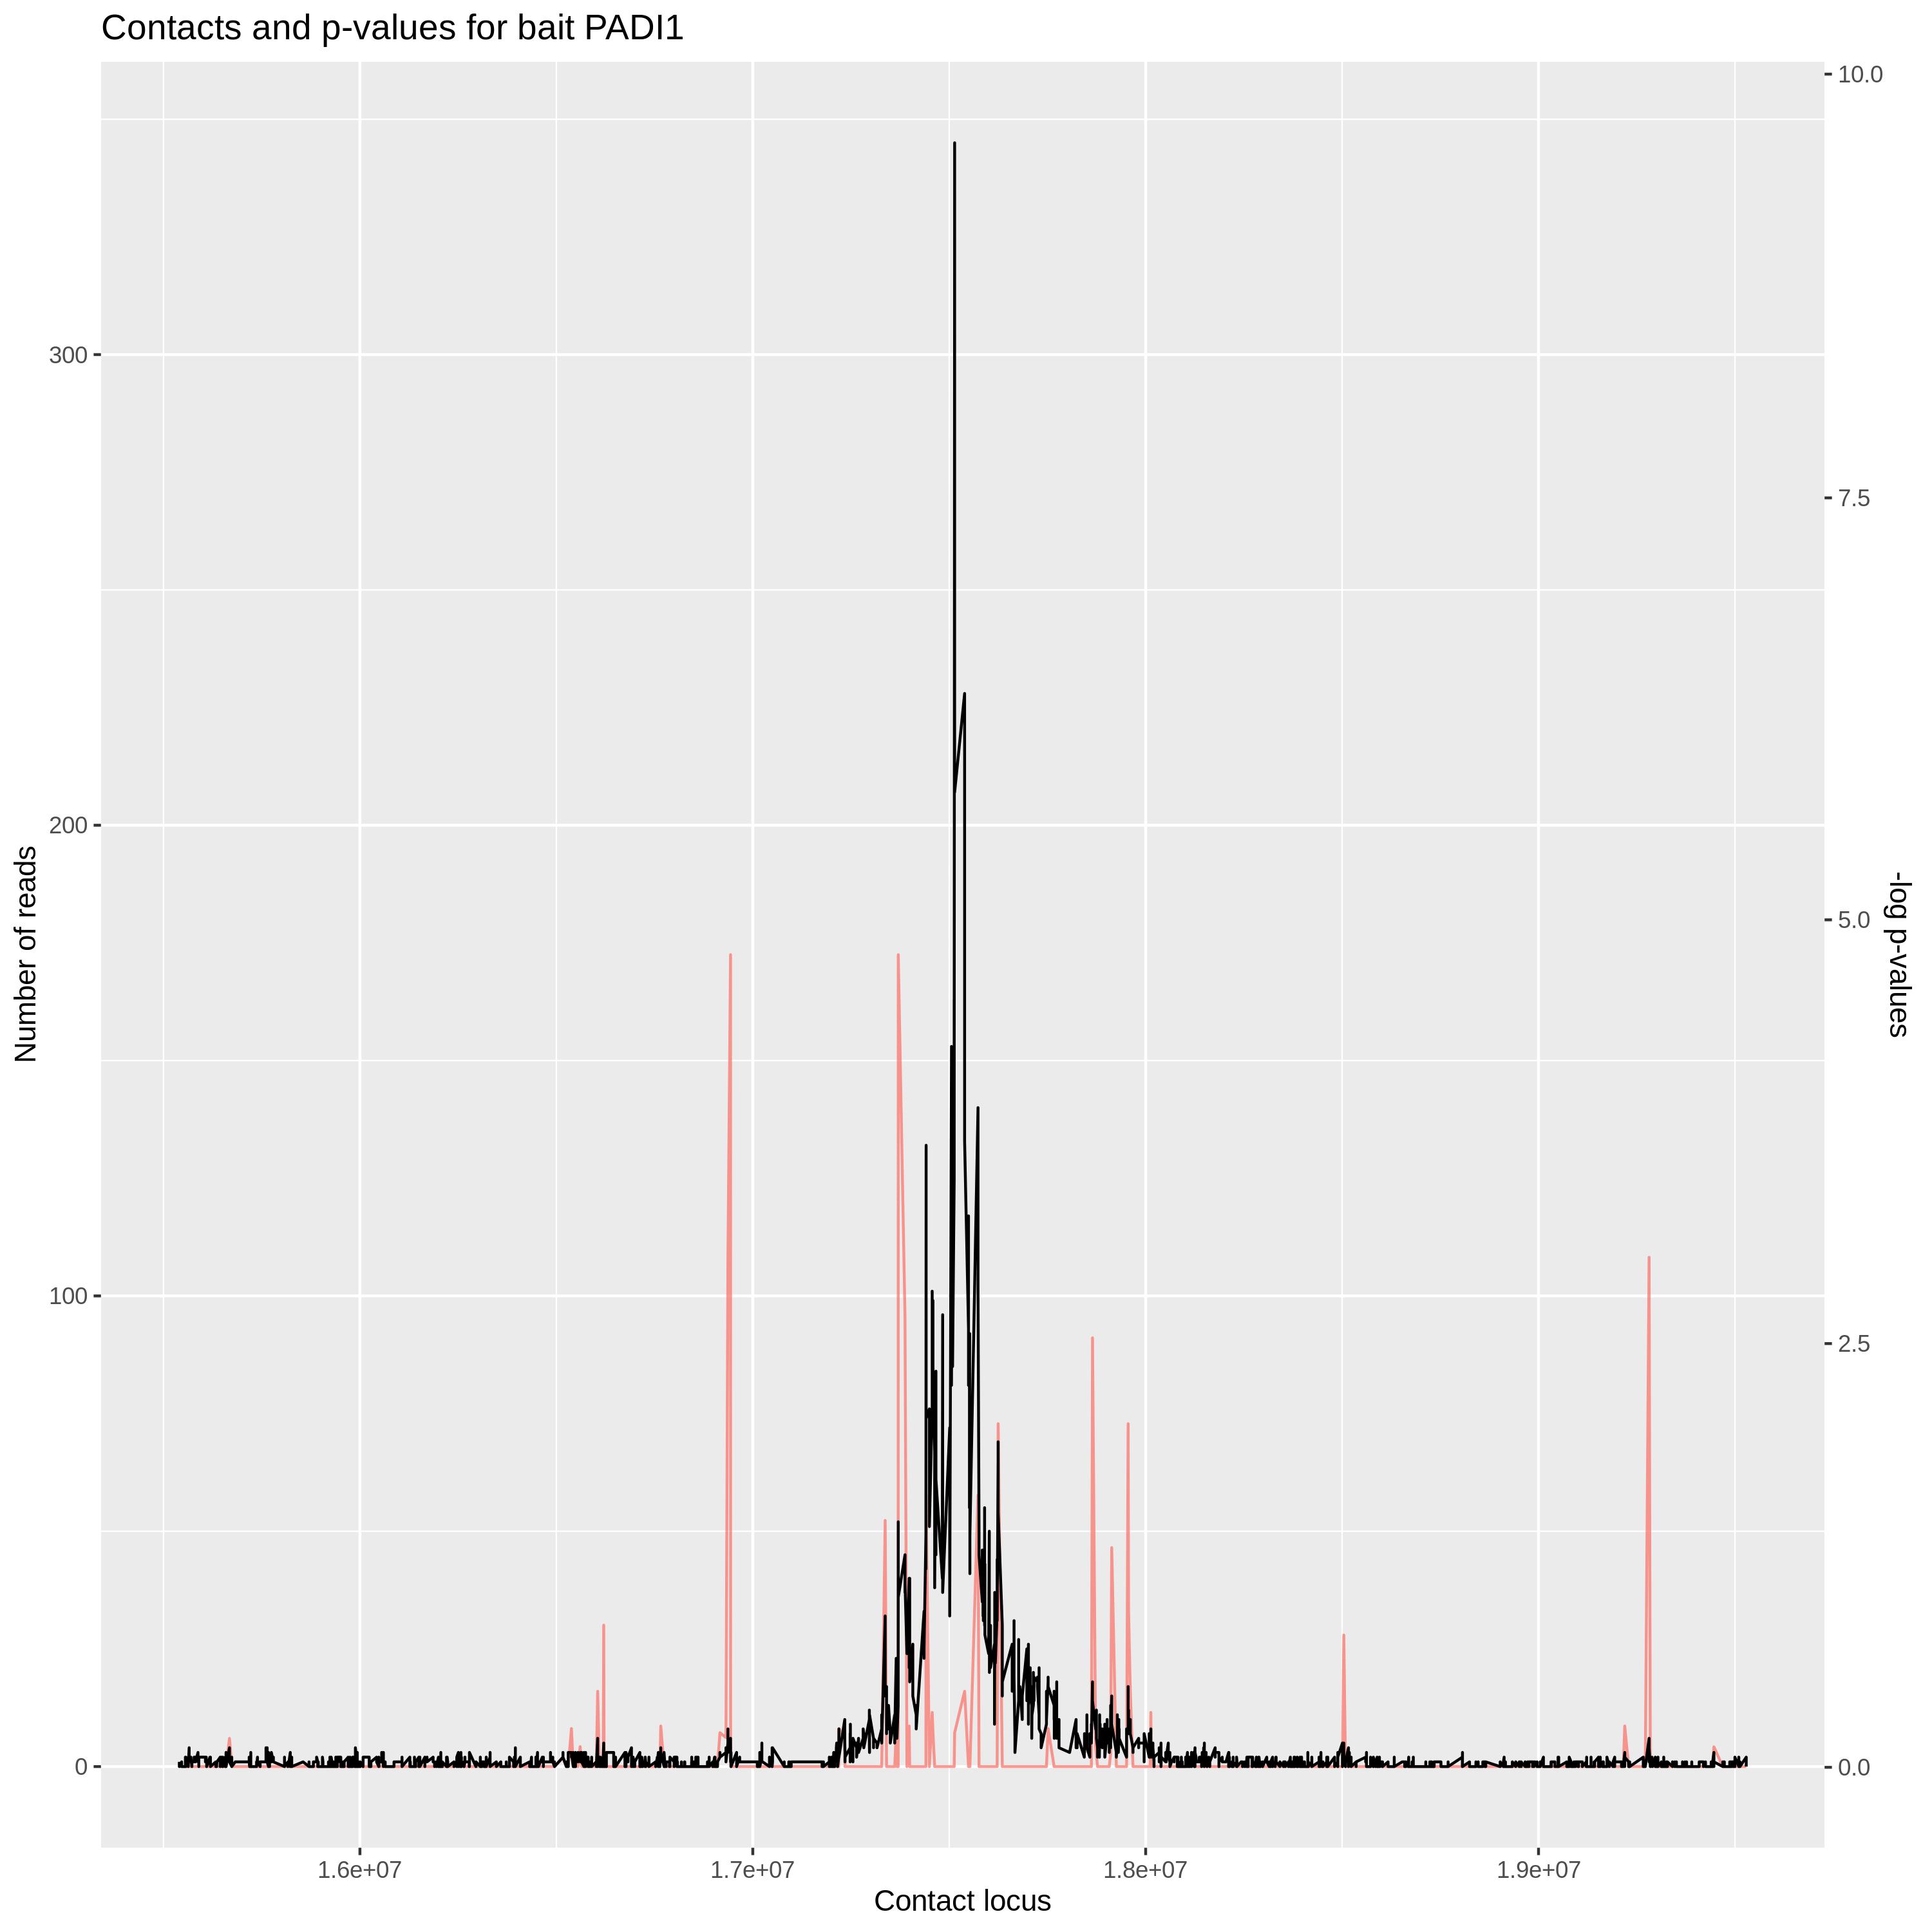 Contacts and p-values for bait PADI1
10.0
7.5
5.0
2.5
0.0
300
200
100
0
Number of reads
-log p-values
1.6e+07
1.7e+07
1.8e+07
1.9e+07
Contact locus